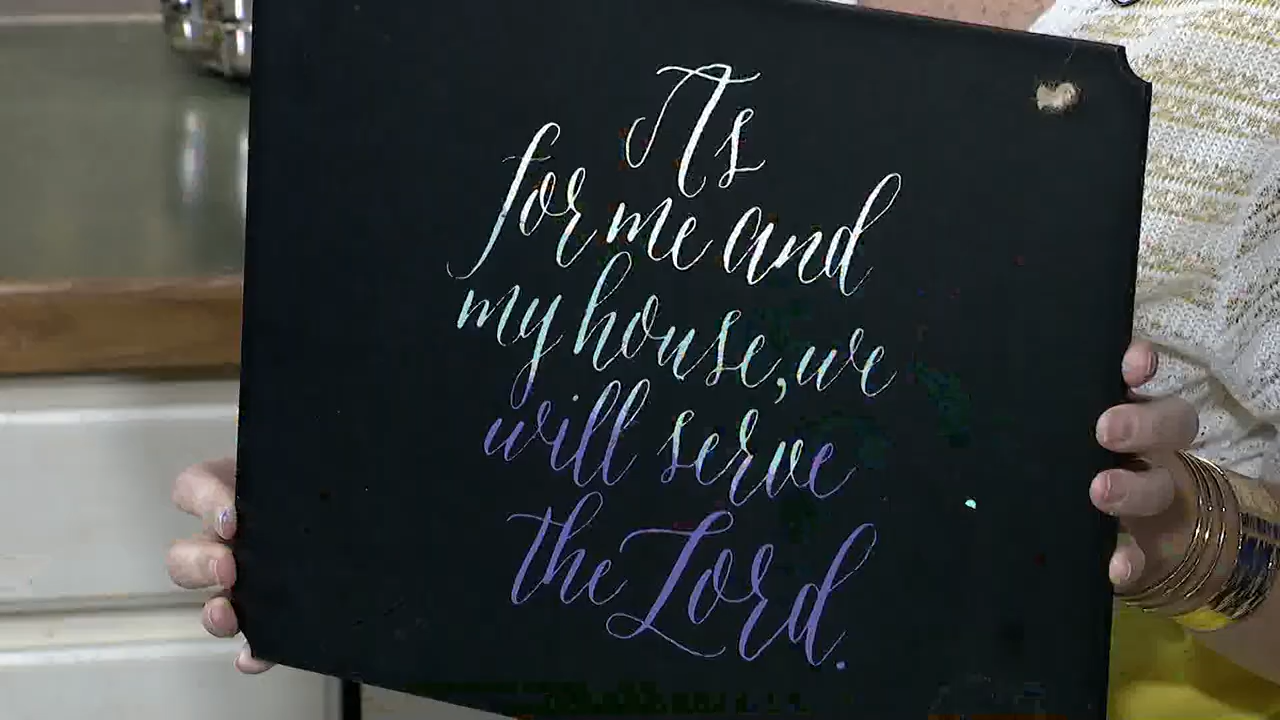 As
for me and
my house, we
will serve
the Lord.